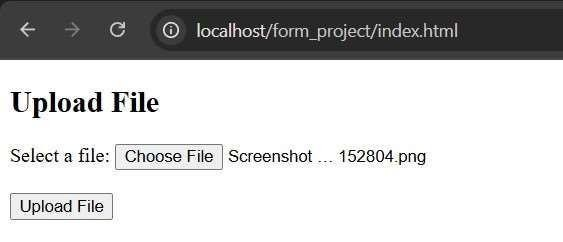 localhost/form_project/index.html
Upload File
Select a file: Choose File Screenshot ... 152804.png
Upload File